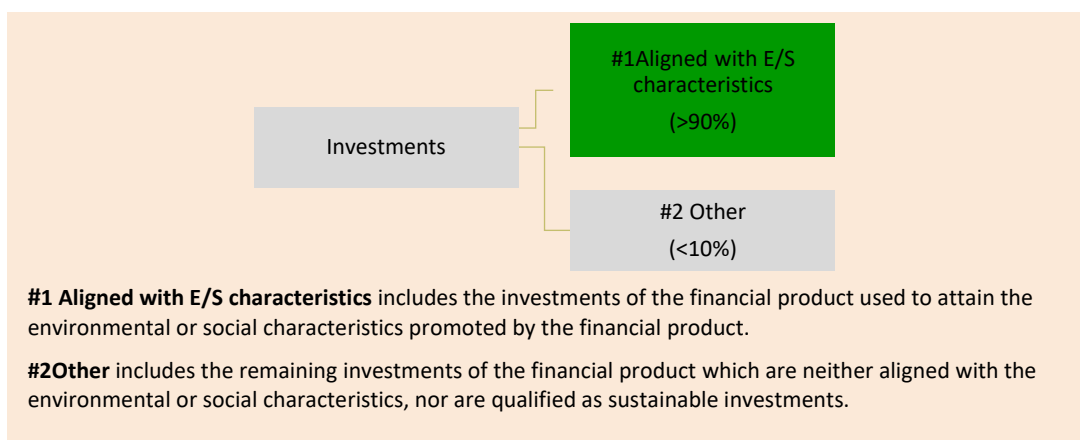 #1Aligned with E/S
characteristics
(>90%)
Investments
#2 Other
(<10%)
#1 Aligned with E/S characteristics includes the investments of the financial product used to attain the
environmental or social characteristics promoted by the financial product.
#2Other includes the remaining investments of the financial product which are neither aligned with the
environmental or social characteristics, nor are qualified as sustainable investments.